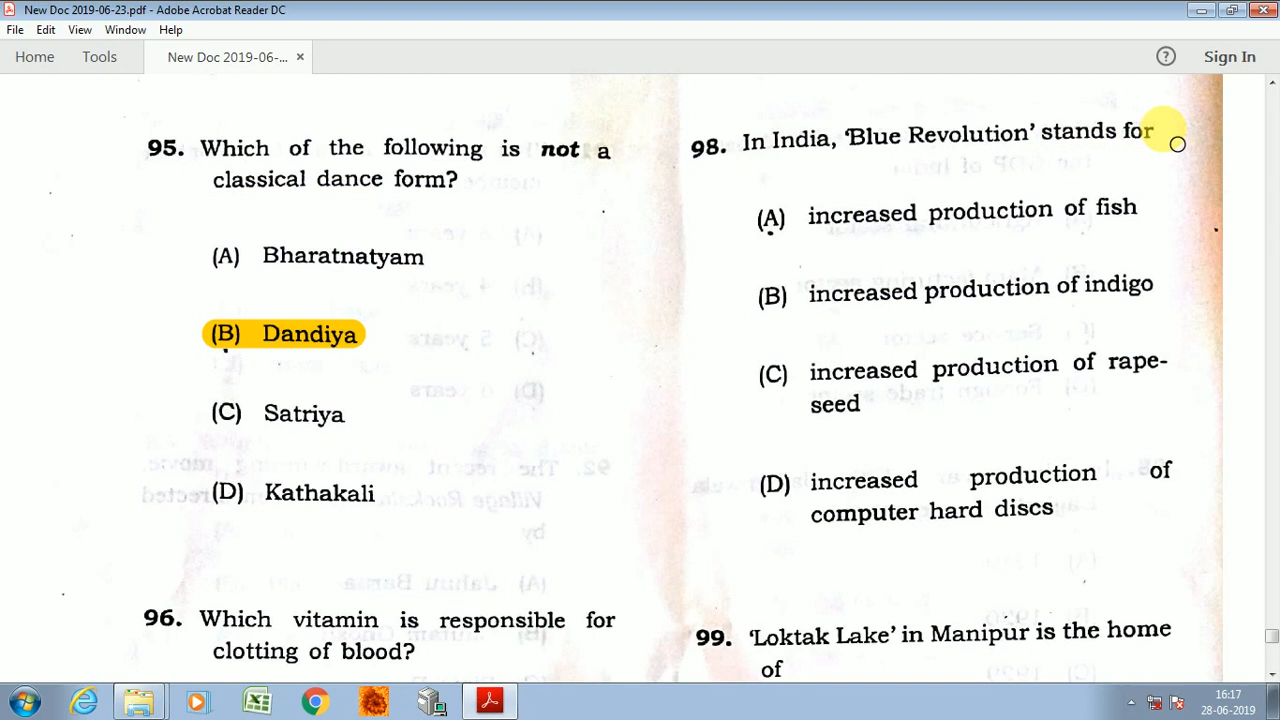 New Doc 2019-06-23.pdf - Adobe Acrobat Reader DC
File Edit View Window Help
Home Tools New Doc 2019-06-... × ? Sign In
95. Which of the following is not a
classical dance form?
(A) Bharatnatyam
(B) Dandiya
(C) Satriya
(D) Kathakali
96. Which vitamin is responsible for
clotting of blood?
98. In India, ‘Blue Revolution’ stands for
(A) increased production of fish
(B) increased production of indigo
(C) increased production of rape-
seed
(D) increased production of
computer hard discs
99. ‘Loktak Lake’ in Manipur is the home
of
16:17
28-06-2019